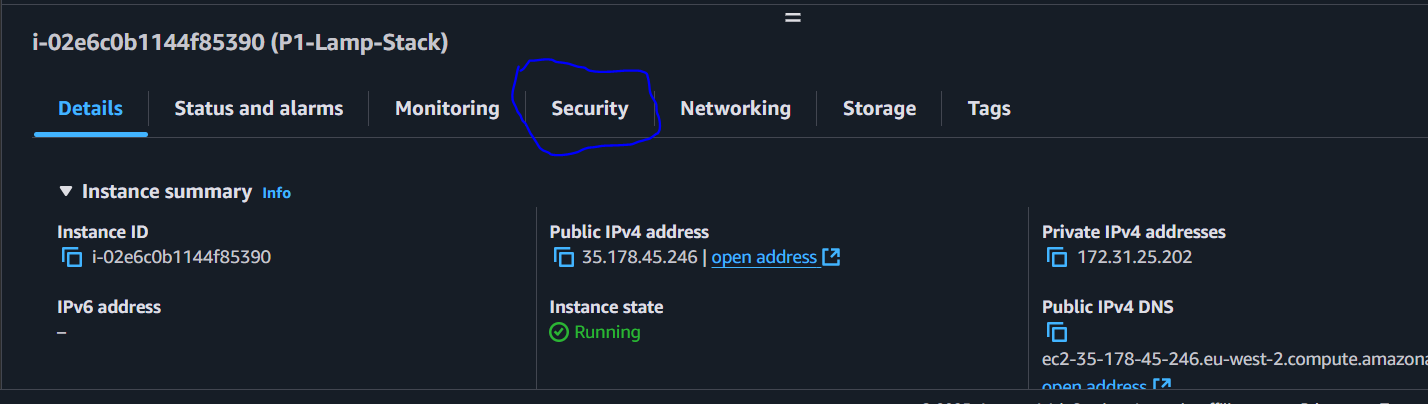 i-02e6c0b1144f85390 (P1-Lamp-Stack)
Details Status and alarms Monitoring Security Networking Storage Tags
Instance summary Info
Instance ID
i-02e6c0b1144f85390
Public IPv4 address
35.178.45.246 | open address
Private IPv4 addresses
172.31.25.202
IPv6 address
–
Instance state
Running
Public IPv4 DNS
ec2-35-178-45-246.eu-west-2.compute.amazona
open address